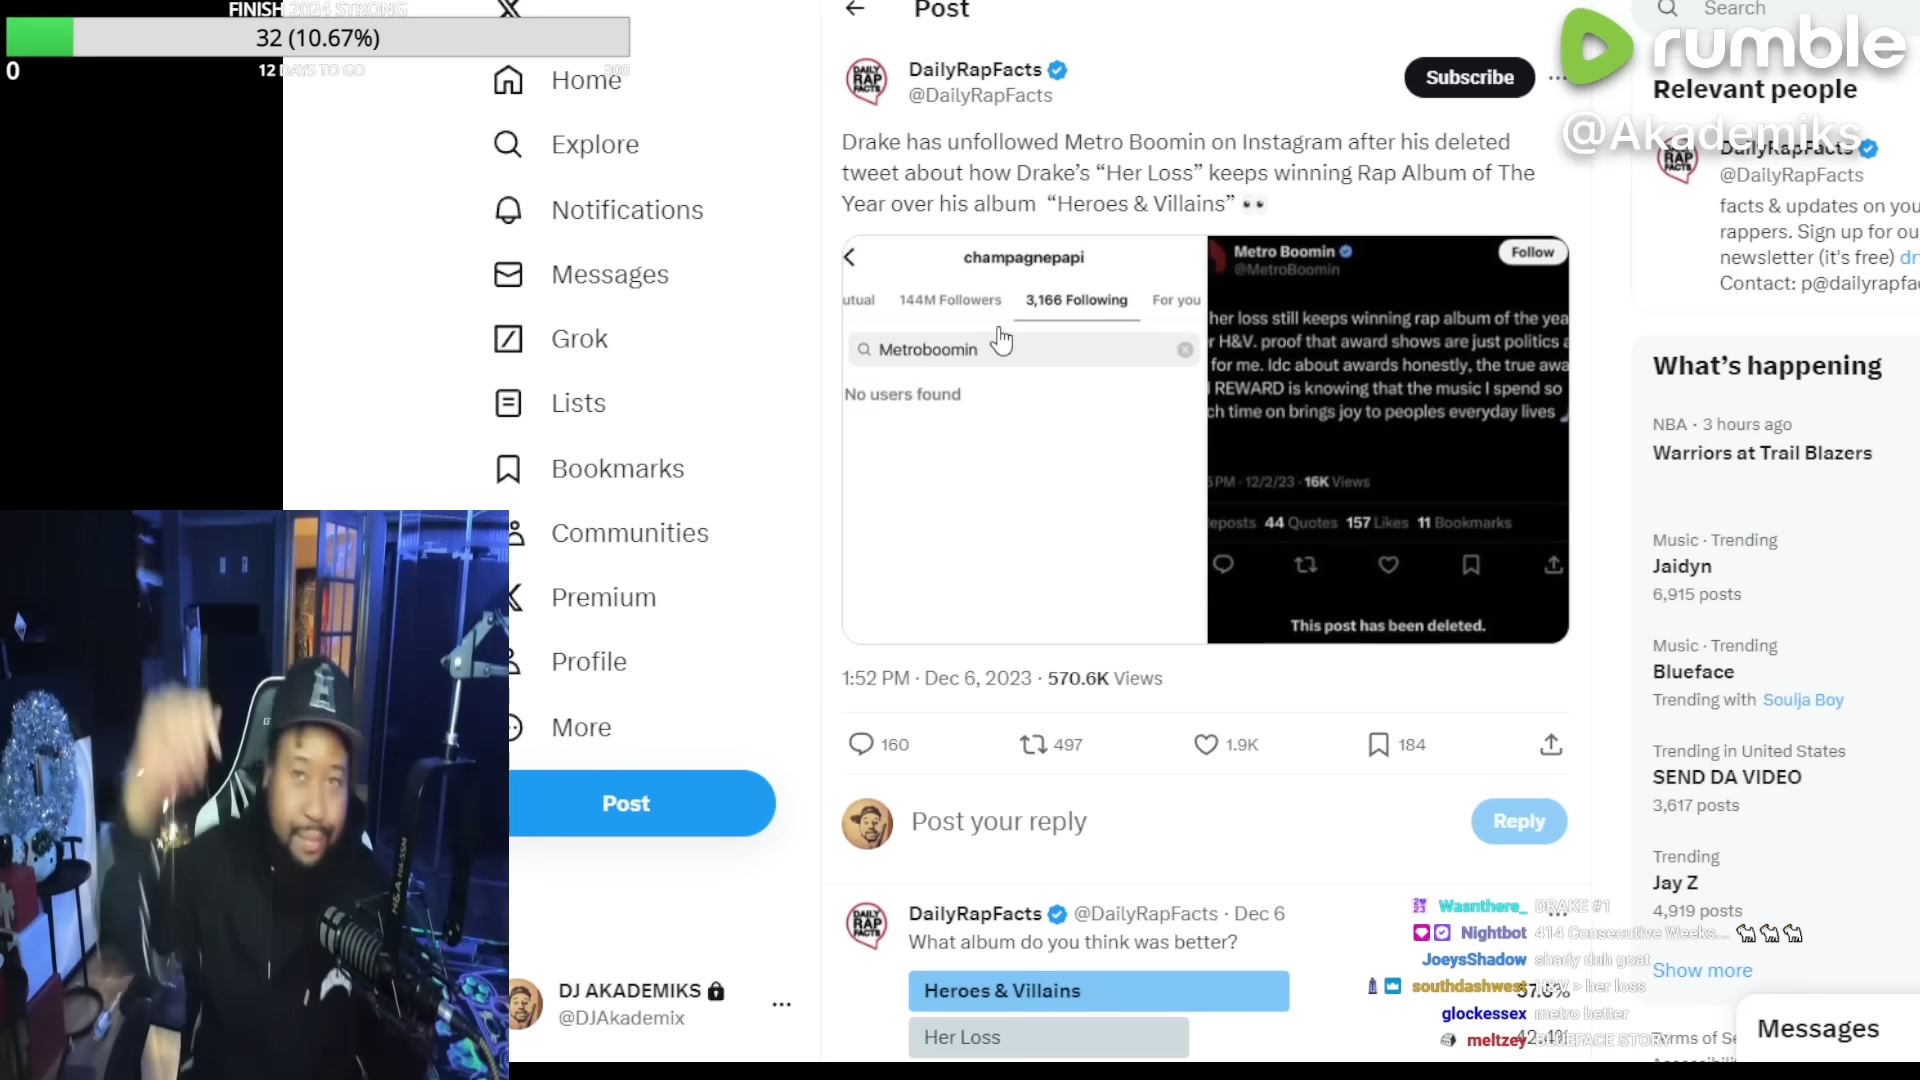 FINISH 2024 STRONG
32 (10.67%)
0
12 DAYS TO GO
300
Home
Explore
Notifications
Messages
Grok
Lists
Bookmarks
Communities
Premium
Profile
More
Post
DJ AKADEMIKS
@DJAkademix
Post
DailyRapFacts
@DailyRapFacts
Subscribe
Drake has unfollowed Metro Boomin on Instagram after his deleted
tweet about how Drake’s “Her Loss” keeps winning Rap Album of The
Year over his album “Heroes & Villains” 👀
champagnepapi
utual 144M Followers 3,166 Following For you
Metroboomin
No users found
Metro Boomin
@MetroBoomin
Follow
her loss still keeps winning rap album of the yea
r H&V. proof that award shows are just politics a
for me. Idc about awards honestly, the true awa
REWARD is knowing that the music I spend so
ch time on brings joy to peoples everyday lives
PM · 12/2/23 · 16K Views
eposts 44 Quotes 157 Likes 11 Bookmarks
This post has been deleted.
1:52 PM · Dec 6, 2023 · 570.6K Views
160 497 1.9K 184
Post your reply
Reply
DailyRapFacts @DailyRapFacts · Dec 6
What album do you think was better?
Heroes & Villains
Her Loss
Search
rumble
@Akademiks
Relevant people
DailyRapFacts
@DailyRapFacts
facts & updates on you
rappers. Sign up for ou
newsletter (it's free) dr
Contact: p@dailyrapfa
What’s happening
NBA · 3 hours ago
Warriors at Trail Blazers
Music · Trending
Jaidyn
6,915 posts
Music · Trending
Blueface
Trending with Soulja Boy
Trending in United States
SEND DA VIDEO
3,617 posts
Trending
Jay Z
4,919 posts
Show more
Wasnthere_ DRAKE #1
Nightbot 414 Consecutive Weeks... 🐪🐪🐪
JoeysShadow shady duh goat
southdashwest H&V > her loss
glockessex metro better
meltzey BLUEFACE STORY
Terms of Se
Messages